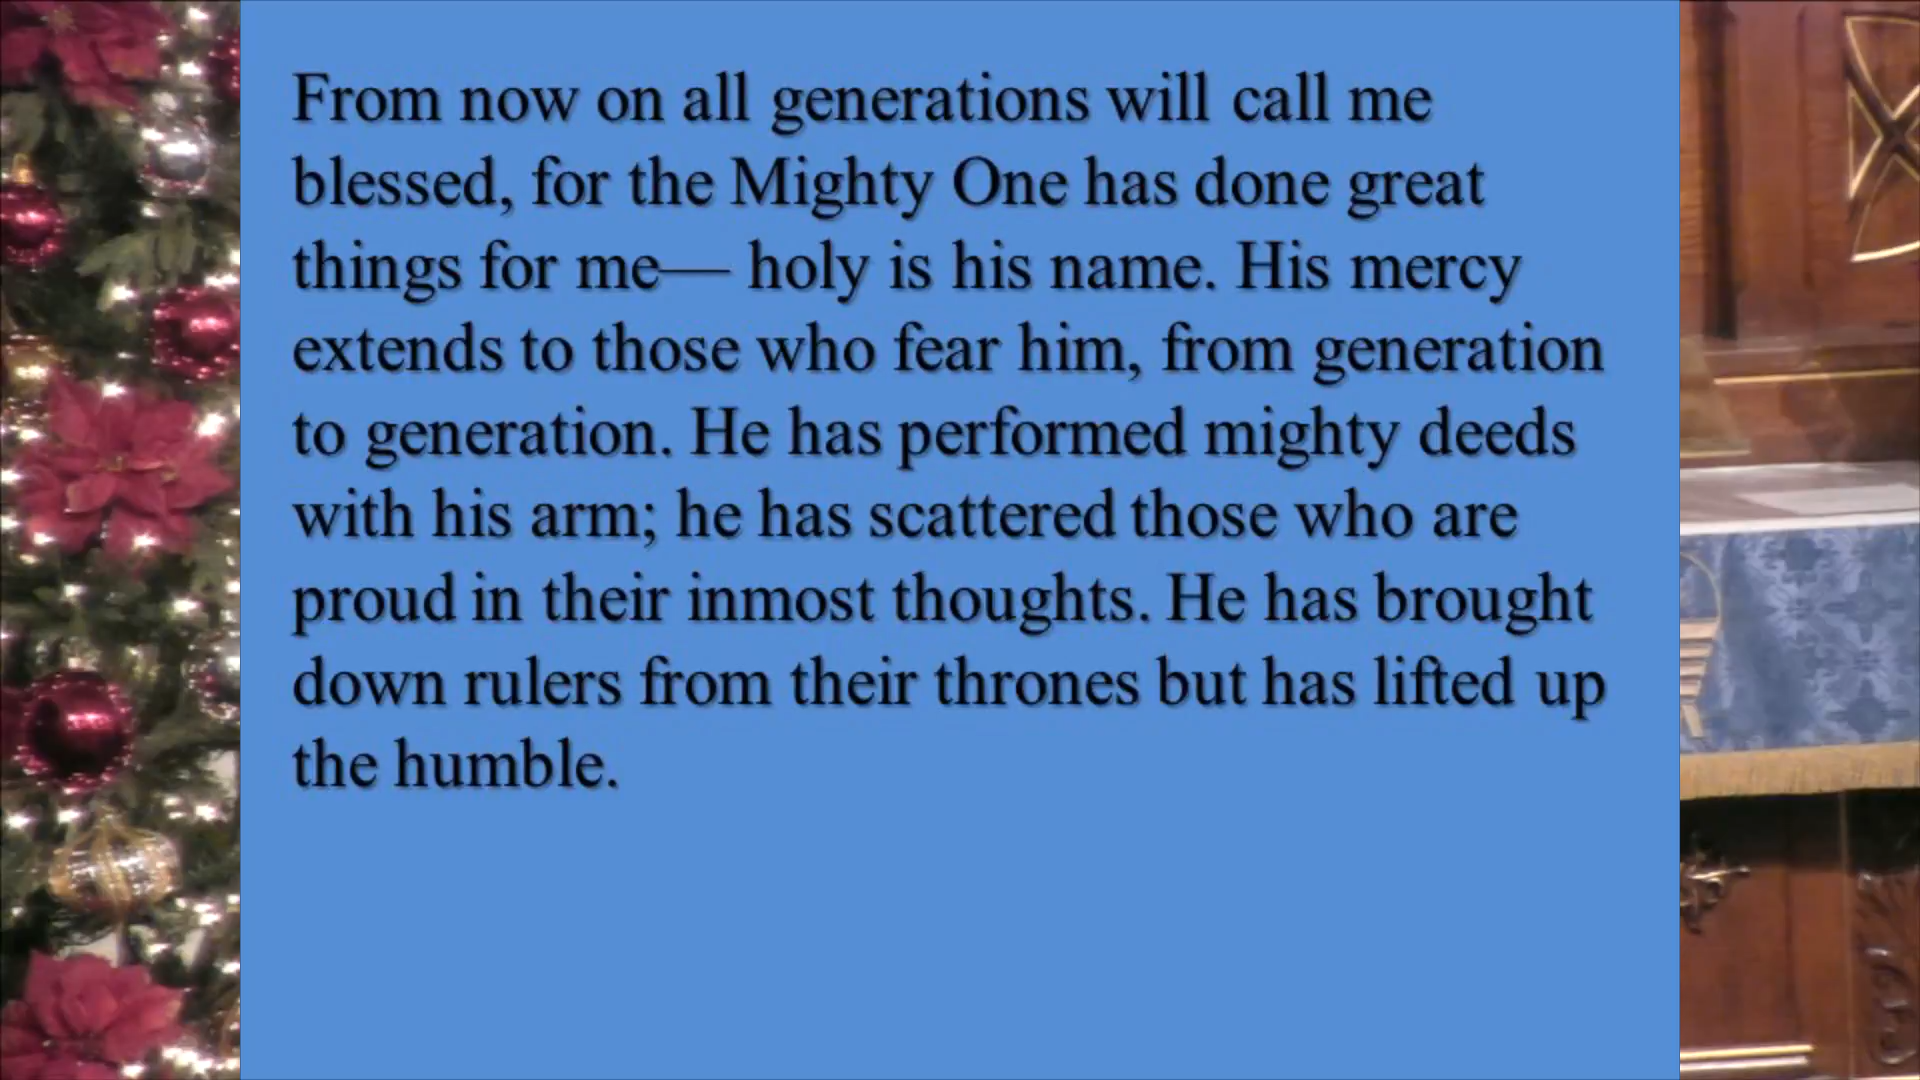 From now on all generations will call me
blessed, for the Mighty One has done great
things for me— holy is his name. His mercy
extends to those who fear him, from generation
to generation. He has performed mighty deeds
with his arm; he has scattered those who are
proud in their inmost thoughts. He has brought
down rulers from their thrones but has lifted up
the humble.